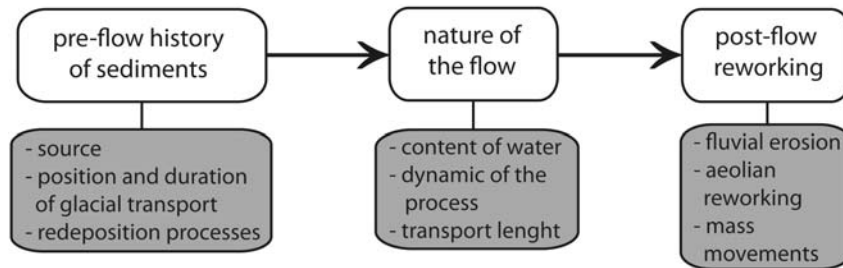 pre-flow history
of sediments
nature of
the flow
post-flow
reworking
- source
- position and duration
of glacial transport
- redeposition processes
- content of water
- dynamic of the
process
- transport lenght
- fluvial erosion
- aeolian
reworking
- mass
movements